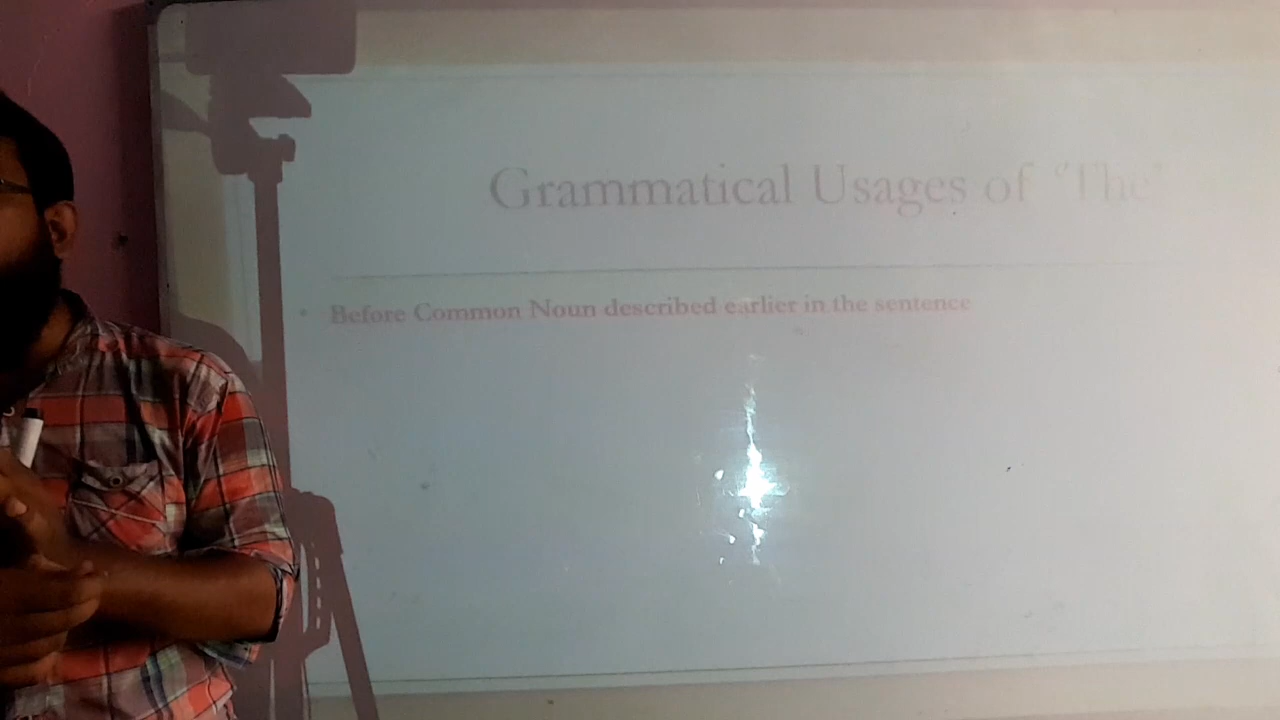 Grammatical Usages of "The"
• Before Common Noun described earlier in the sentence